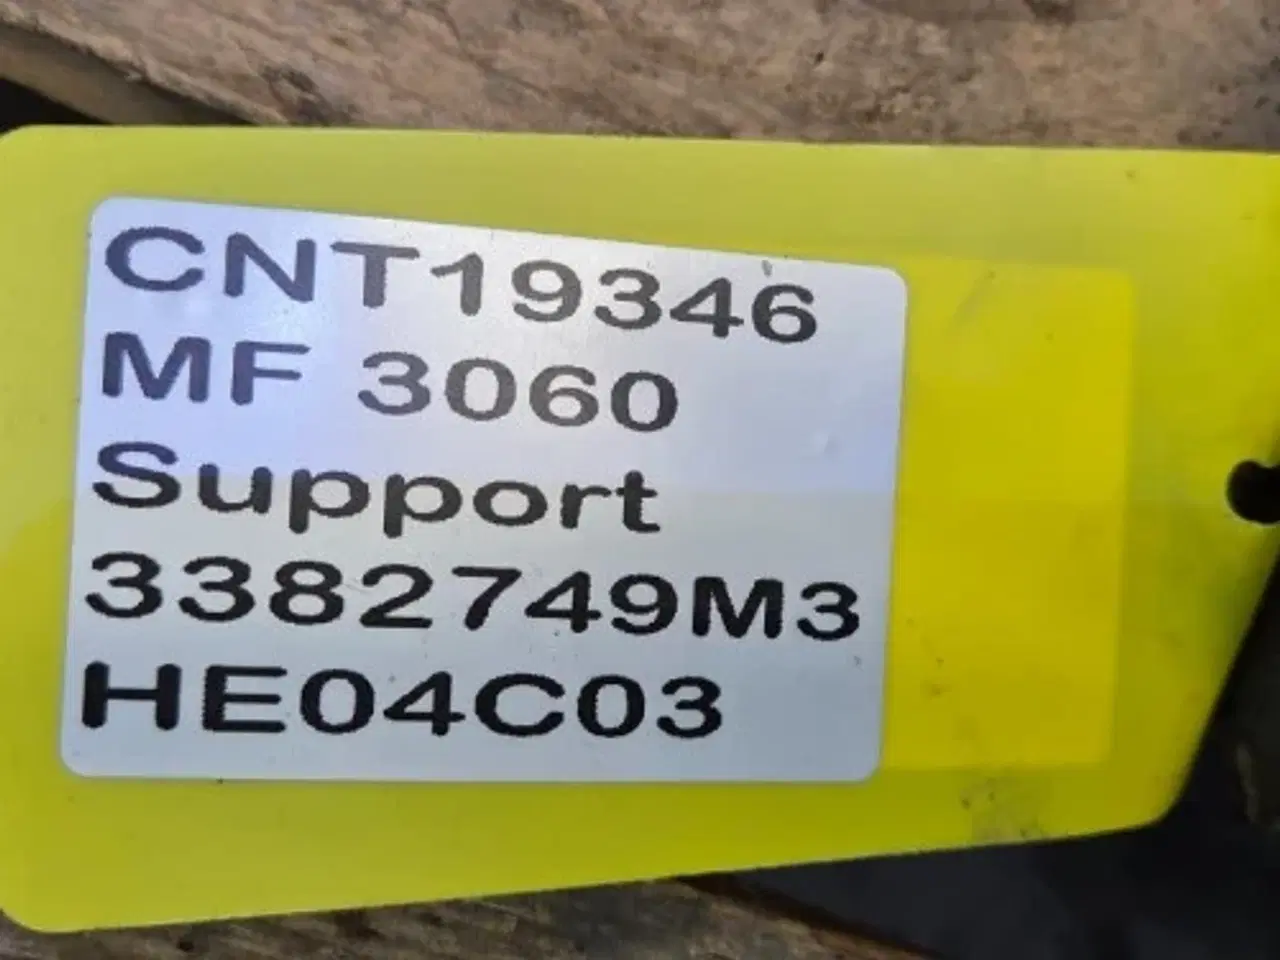 CNT19346
MF 3060
Support
3382749M3
HE04C03